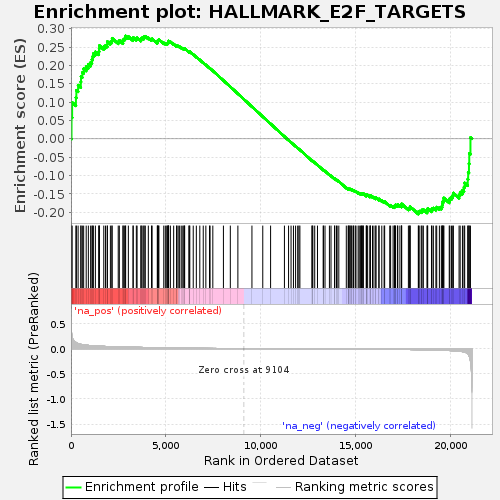 Enrichment plot: HALLMARK_E2F_TARGETS
Enrichment score (ES)
0.30
0.25
0.20
0.15
0.10
0.05
0.00
-0.05
-0.10
-0.15
-0.20
'na_pos' (positively correlated)
Ranked list metric (PreRanked)
0.5
0.0
-0.5
-1.0
-1.5
Zero cross at 9104
'na_neg' (negatively correlated)
0
5,000
10,000
15,000
20,000
Rank in Ordered Dataset
Enrichment profile
Hits
Ranking metric scores